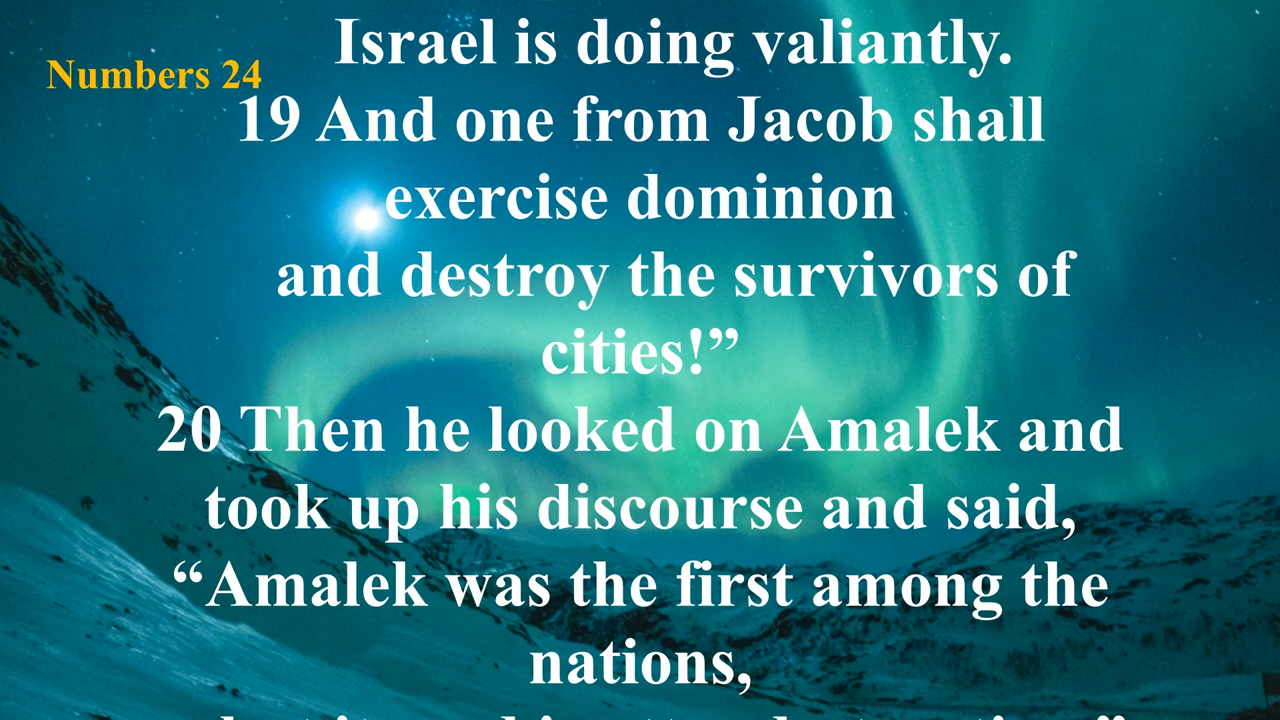 Israel is doing valiantly.
Numbers 24
19 And one from Jacob shall
exercise dominion
and destroy the survivors of
cities!”
20 Then he looked on Amalek and
took up his discourse and said,
“Amalek was the first among the
nations,